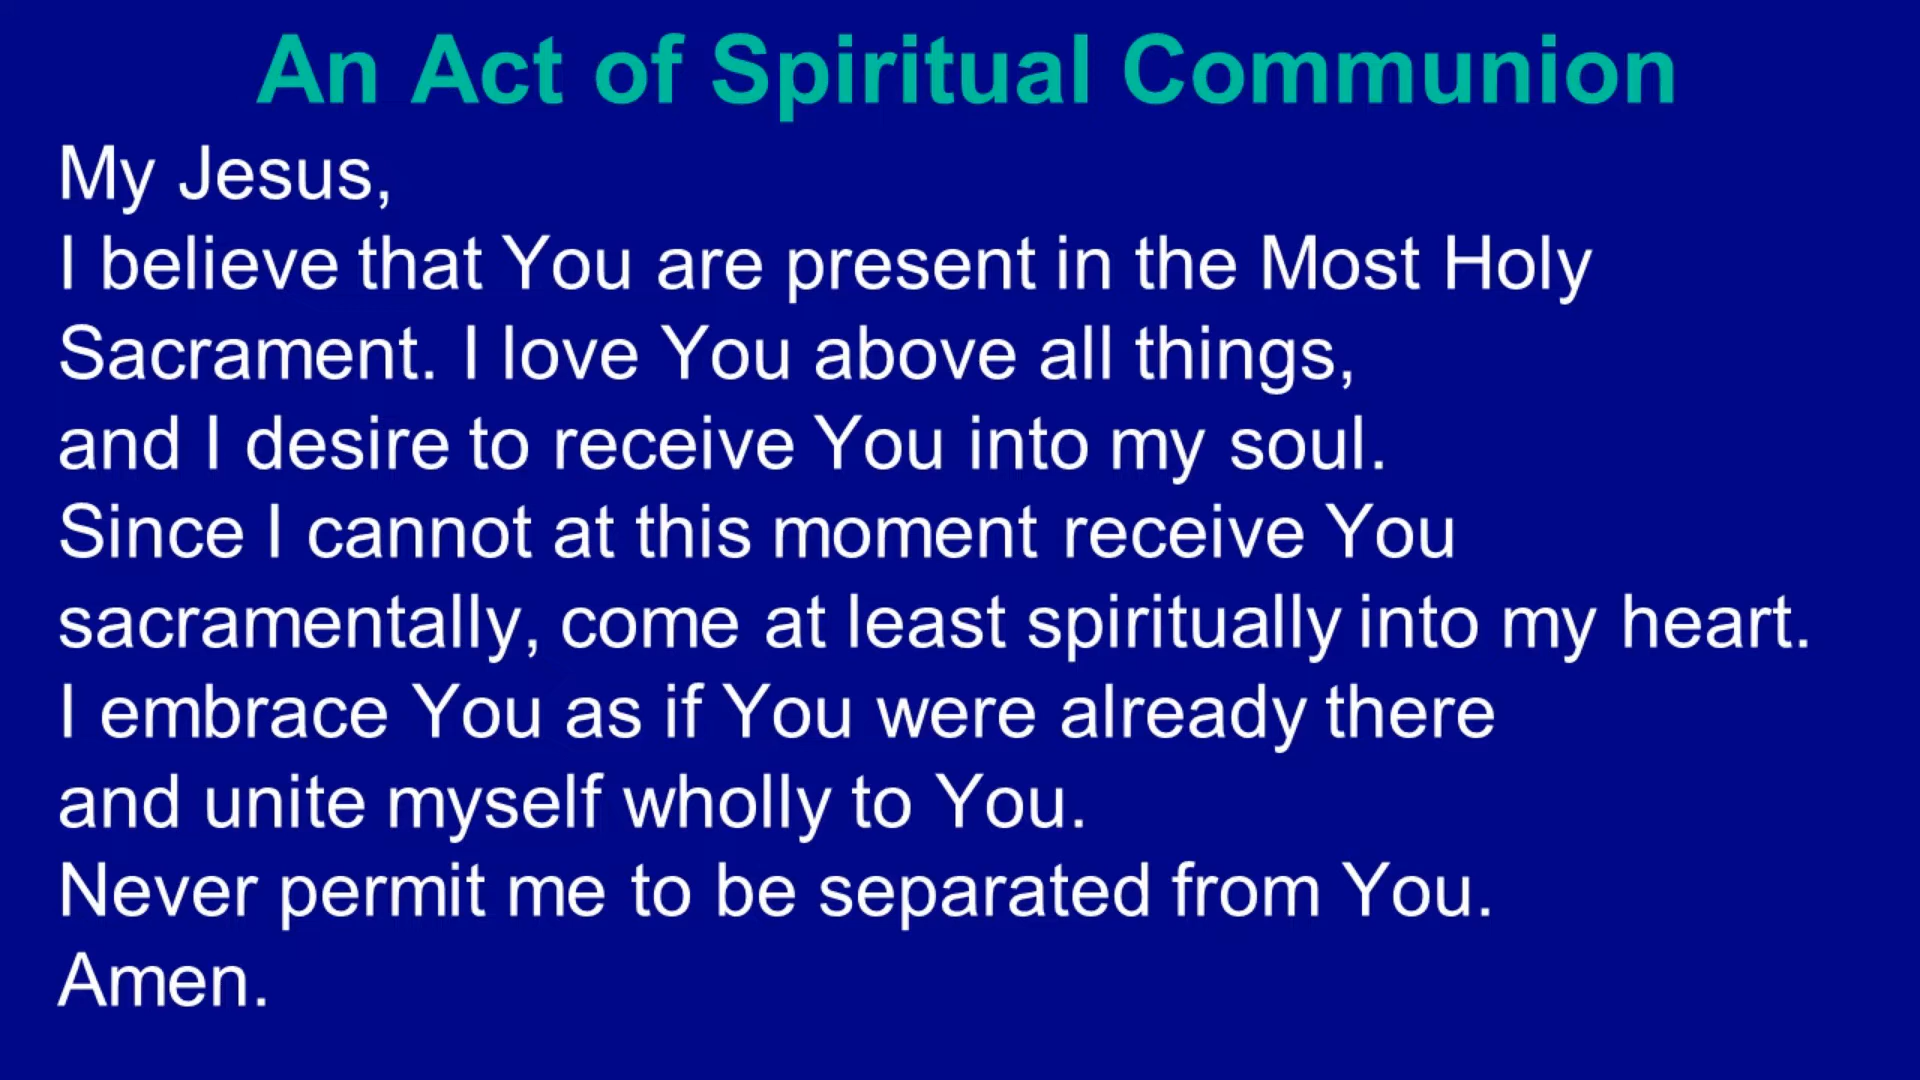 An Act of Spiritual Communion
My Jesus,
I believe that You are present in the Most Holy
Sacrament. I love You above all things,
and I desire to receive You into my soul.
Since I cannot at this moment receive You
sacramentally, come at least spiritually into my heart.
I embrace You as if You were already there
and unite myself wholly to You.
Never permit me to be separated from You.
Amen.